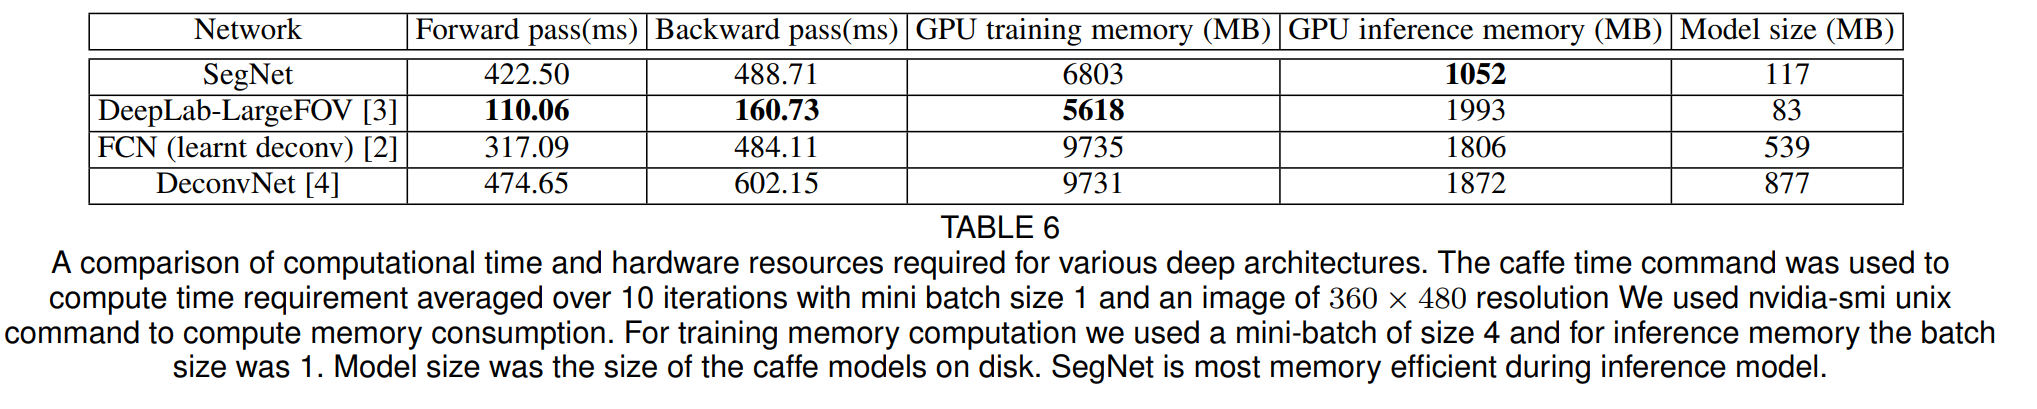 Network Forward pass(ms) Backward pass(ms) GPU training memory (MB) GPU inference memory (MB) Model size (MB)
SegNet 422.50 488.71 6803 1052 117
DeepLab-LargeFOV [3] 110.06 160.73 5618 1993 83
FCN (learnt deconv) [2] 317.09 484.11 9735 1806 539
DeconvNet [4] 474.65 602.15 9731 1872 877
TABLE 6
A comparison of computational time and hardware resources required for various deep architectures. The caffe time command was used to
compute time requirement averaged over 10 iterations with mini batch size 1 and an image of 360 × 480 resolution We used nvidia-smi unix
command to compute memory consumption. For training memory computation we used a mini-batch of size 4 and for inference memory the batch
size was 1. Model size was the size of the caffe models on disk. SegNet is most memory efficient during inference model.